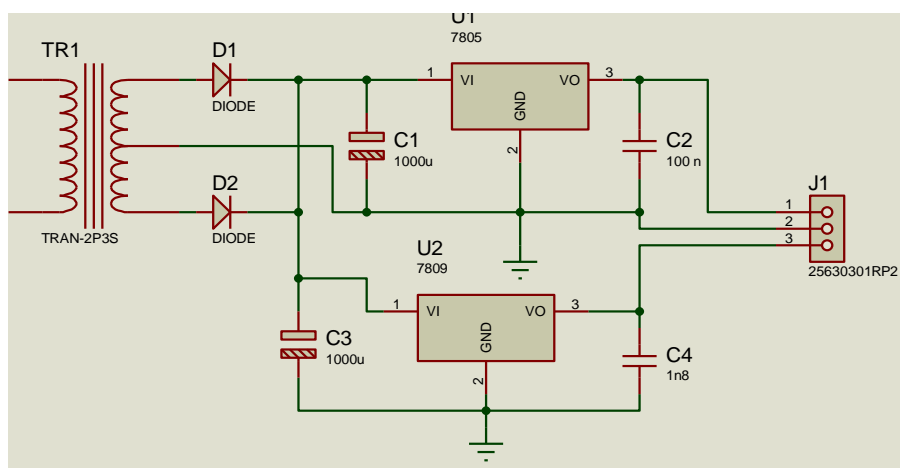 U1
7805
TR1
D1
DIODE
1
VI
VO
3
GND
2
C1
1000u
C2
100 n
D2
DIODE
TRAN-2P3S
J1
1
2
3
25630301RP2
U2
7809
1
VI
VO
3
GND
2
C3
1000u
C4
1n8